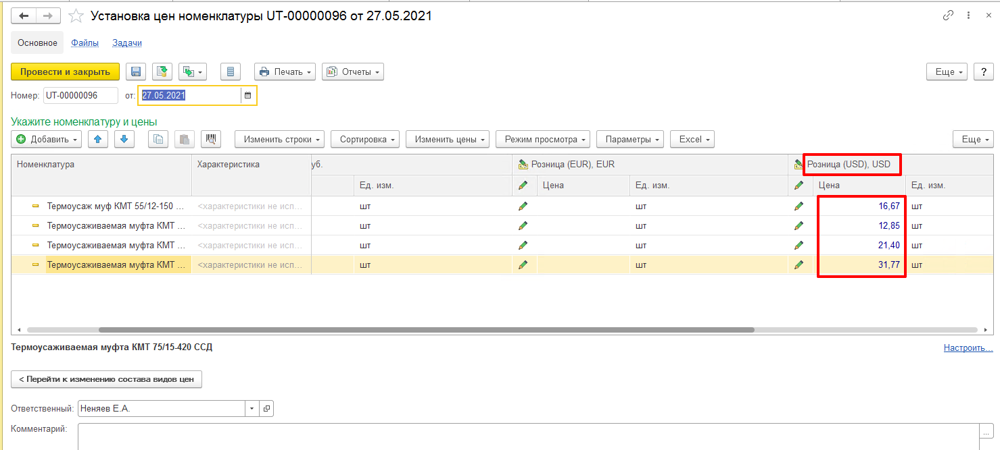 Установка цен номенклатуры UT-00000096 от 27.05.2021
Основное Файлы Задачи
Провести и закрыть Печать Отчеты Еще ?
Номер: UT-00000096 от: 27.05.2021
Укажите номенклатуру и цены
Добавить Изменить строки Сортировка Изменить цены Режим просмотра Параметры Excel Еще
Номенклатура Характеристика уб. Розница (EUR), EUR Розница (USD), USD
Ед. изм. Цена Ед. изм. Цена Ед. изм.
Термоусаж муф КМТ 55/12-150 ... <характеристики не исп... шт шт 16,67 шт
Термоусаживаемая муфта КМТ ... <характеристики не исп... шт шт 12,85 шт
Термоусаживаемая муфта КМТ ... <характеристики не исп... шт шт 21,40 шт
Термоусаживаемая муфта КМТ ... <характеристики не исп... шт шт 31,77 шт
Термоусаживаемая муфта КМТ 75/15-420 ССД Настроить...
< Перейти к изменению состава видов цен
Ответственный: Неняев Е.А.
Комментарий: ...